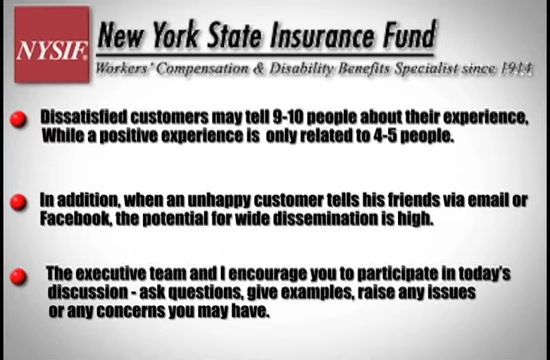 NYSIF®
New York State Insurance Fund
Workers' Compensation & Disability Benefits Specialist since 1914
Dissatisfied customers may tell 9-10 people about their experience,
While a positive experience is only related to 4-5 people.
In addition, when an unhappy customer tells his friends via email or
Facebook, the potential for wide dissemination is high.
The executive team and I encourage you to participate in today's
discussion - ask questions, give examples, raise any issues
or any concerns you may have.